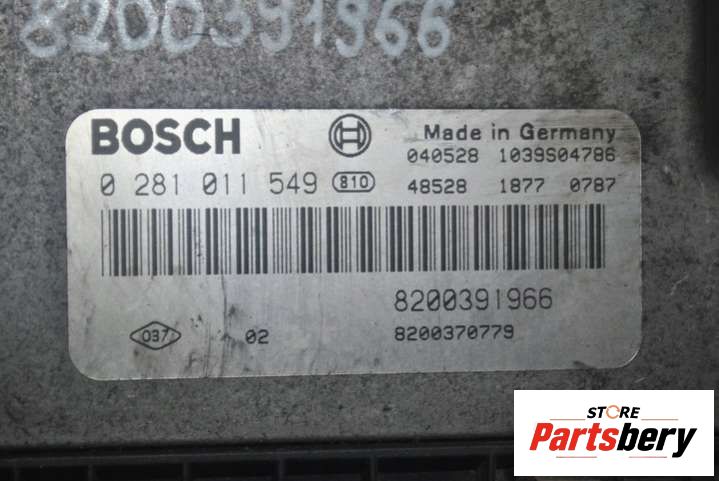 8200391966
BOSCH
Made in Germany
040528 1039S04786
0 281 011 549 810
48528 1877 0787
8200391966
037 02 8200370779
STORE
Partsbery